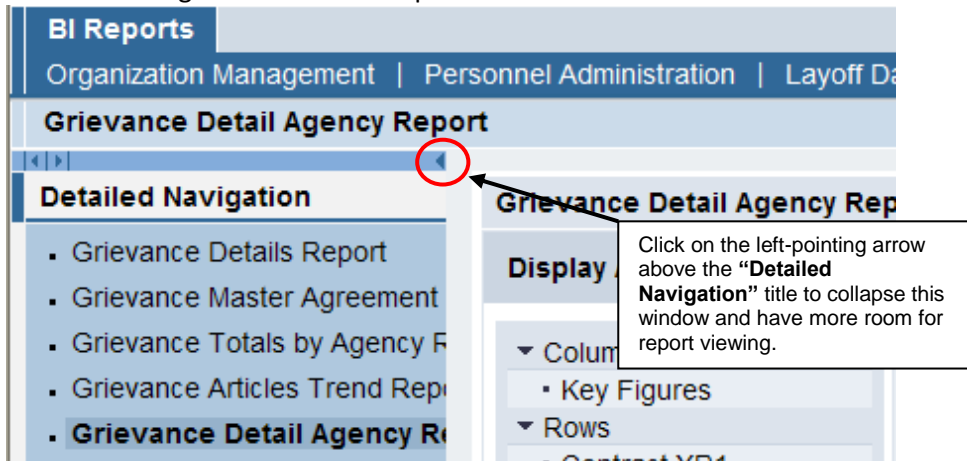 BI Reports
Organization Management | Personnel Administration | Layoff Da
Grievance Detail Agency Report
Detailed Navigation
Grievance Details Report
Grievance Master Agreement
Grievance Totals by Agency R
Grievance Articles Trend Repo
Grievance Detail Agency Re
Grievance Detail Agency Rep
Display
Click on the left-pointing arrow
above the “Detailed
Navigation” title to collapse this
window and have more room for
report viewing.
Colum
Key Figures
Rows
Contract YR1